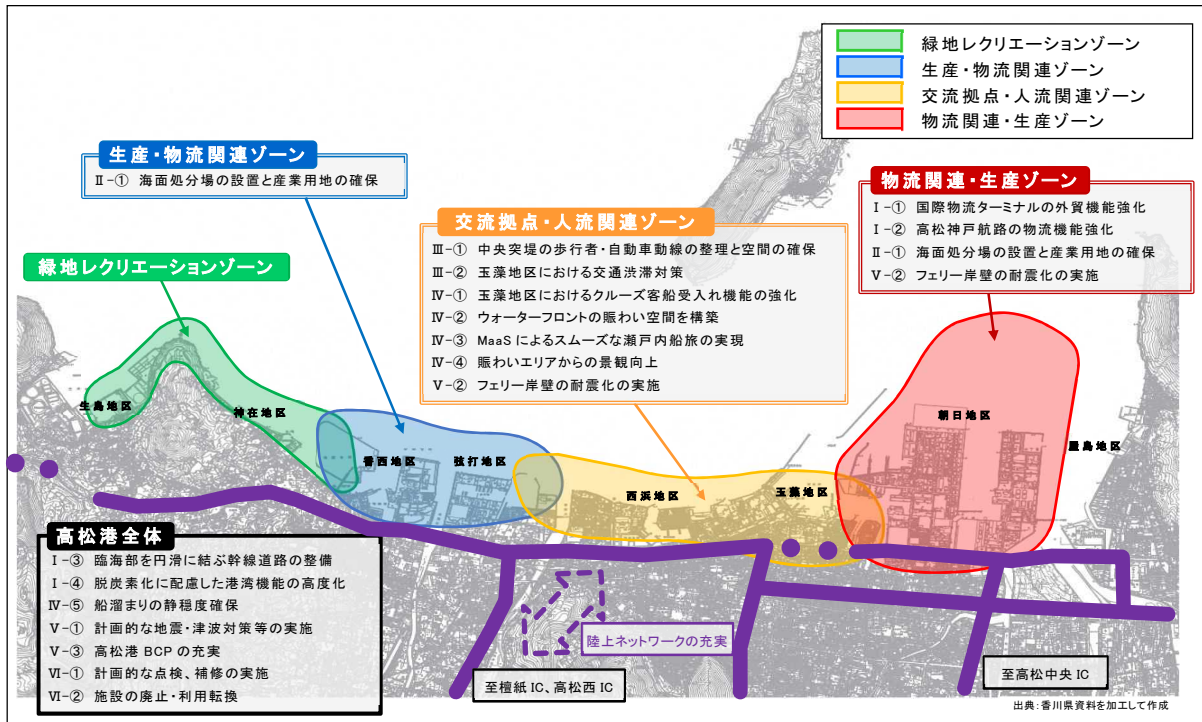 緑地レクリエーションゾーン
生産・物流関連ゾーン
交流拠点・人流関連ゾーン
物流関連・生産ゾーン
生産・物流関連ゾーン
Ⅱ-① 海面処分場の設置と産業用地の確保
物流関連・生産ゾーン
Ⅰ-① 国際物流ターミナルの外貿機能強化
Ⅰ-② 高松神戸航路の物流機能強化
Ⅱ-① 海面処分場の設置と産業用地の確保
Ⅴ-② フェリー岸壁の耐震化の実施
交流拠点・人流関連ゾーン
Ⅲ-① 中央突堤の歩行者・自動車動線の整理と空間の確保
Ⅲ-② 玉藻地区における交通渋滞対策
Ⅳ-① 玉藻地区におけるクルーズ客船受入れ機能の強化
Ⅳ-② ウォーターフロントの賑わい空間を構築
Ⅳ-③ MaaSによるスムーズな瀬戸内船旅の実現
Ⅳ-④ 賑わいエリアからの景観向上
Ⅴ-② フェリー岸壁の耐震化の実施
緑地レクリエーションゾーン
生島地区
神在地区
香西地区
弦打地区
西浜地区
玉藻地区
朝日地区
屋島地区
高松港全体
Ⅰ-③ 臨海部を円滑に結ぶ幹線道路の整備
Ⅰ-④ 脱炭素化に配慮した港湾機能の高度化
Ⅳ-⑤ 船溜まりの静穏度確保
Ⅴ-① 計画的な地震・津波対策等の実施
Ⅴ-③ 高松港BCPの充実
Ⅵ-① 計画的な点検、補修の実施
Ⅵ-② 施設の廃止・利用転換
陸上ネットワークの充実
至檀紙IC、高松西IC
至高松中央IC
出典:香川県資料を加工して作成